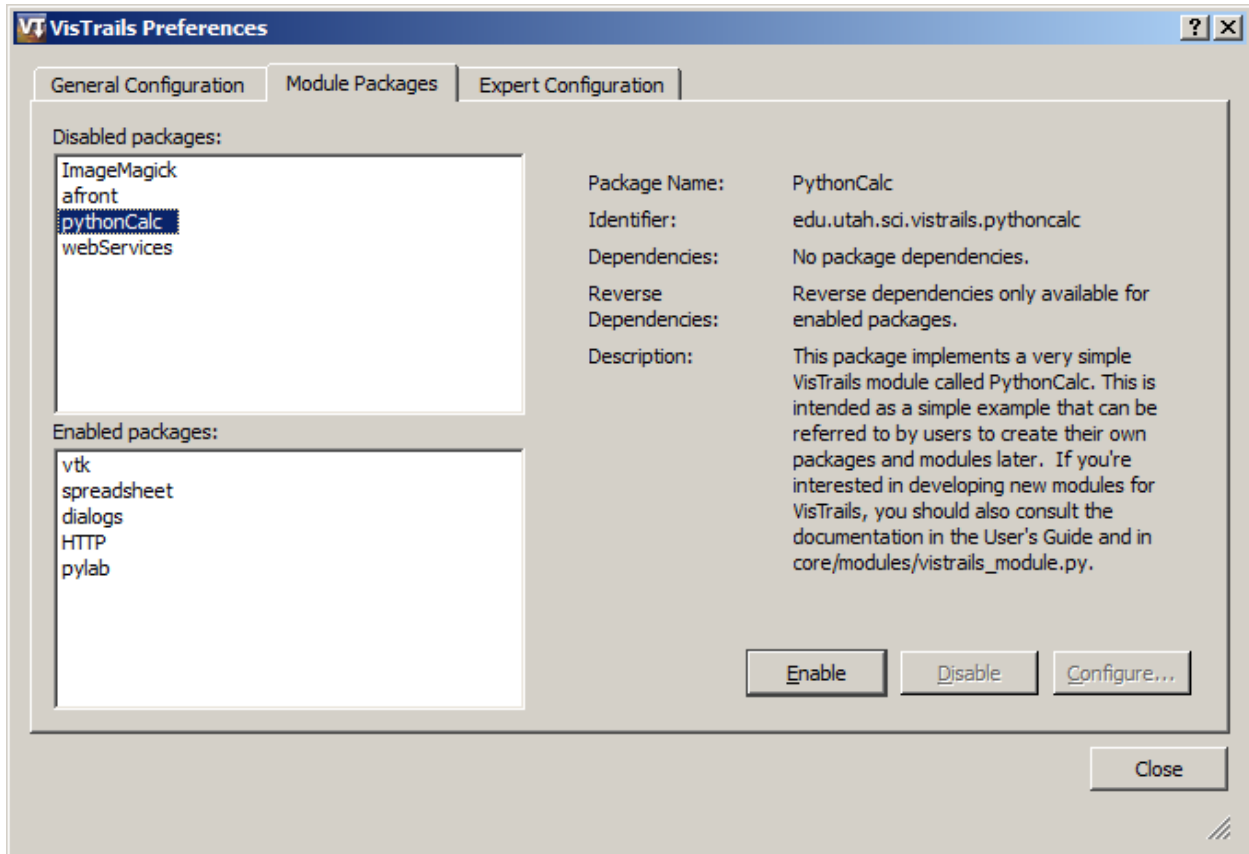 VisTrails Preferences
General Configuration
Module Packages
Expert Configuration
Disabled packages:
ImageMagick
afront
pythonCalc
webServices
Enabled packages:
vtk
spreadsheet
dialogs
HTTP
pylab
Package Name: PythonCalc
Identifier: edu.utah.sci.vistrails.pythoncalc
Dependencies: No package dependencies.
Reverse Reverse dependencies only available for
Dependencies: enabled packages.
Description: This package implements a very simple
VisTrails module called PythonCalc. This is
intended as a simple example that can be
referred to by users to create their own
packages and modules later.  If you're
interested in developing new modules for
VisTrails, you should also consult the
documentation in the User's Guide and in
core/modules/vistrails_module.py.
Enable
Disable
Configure...
Close